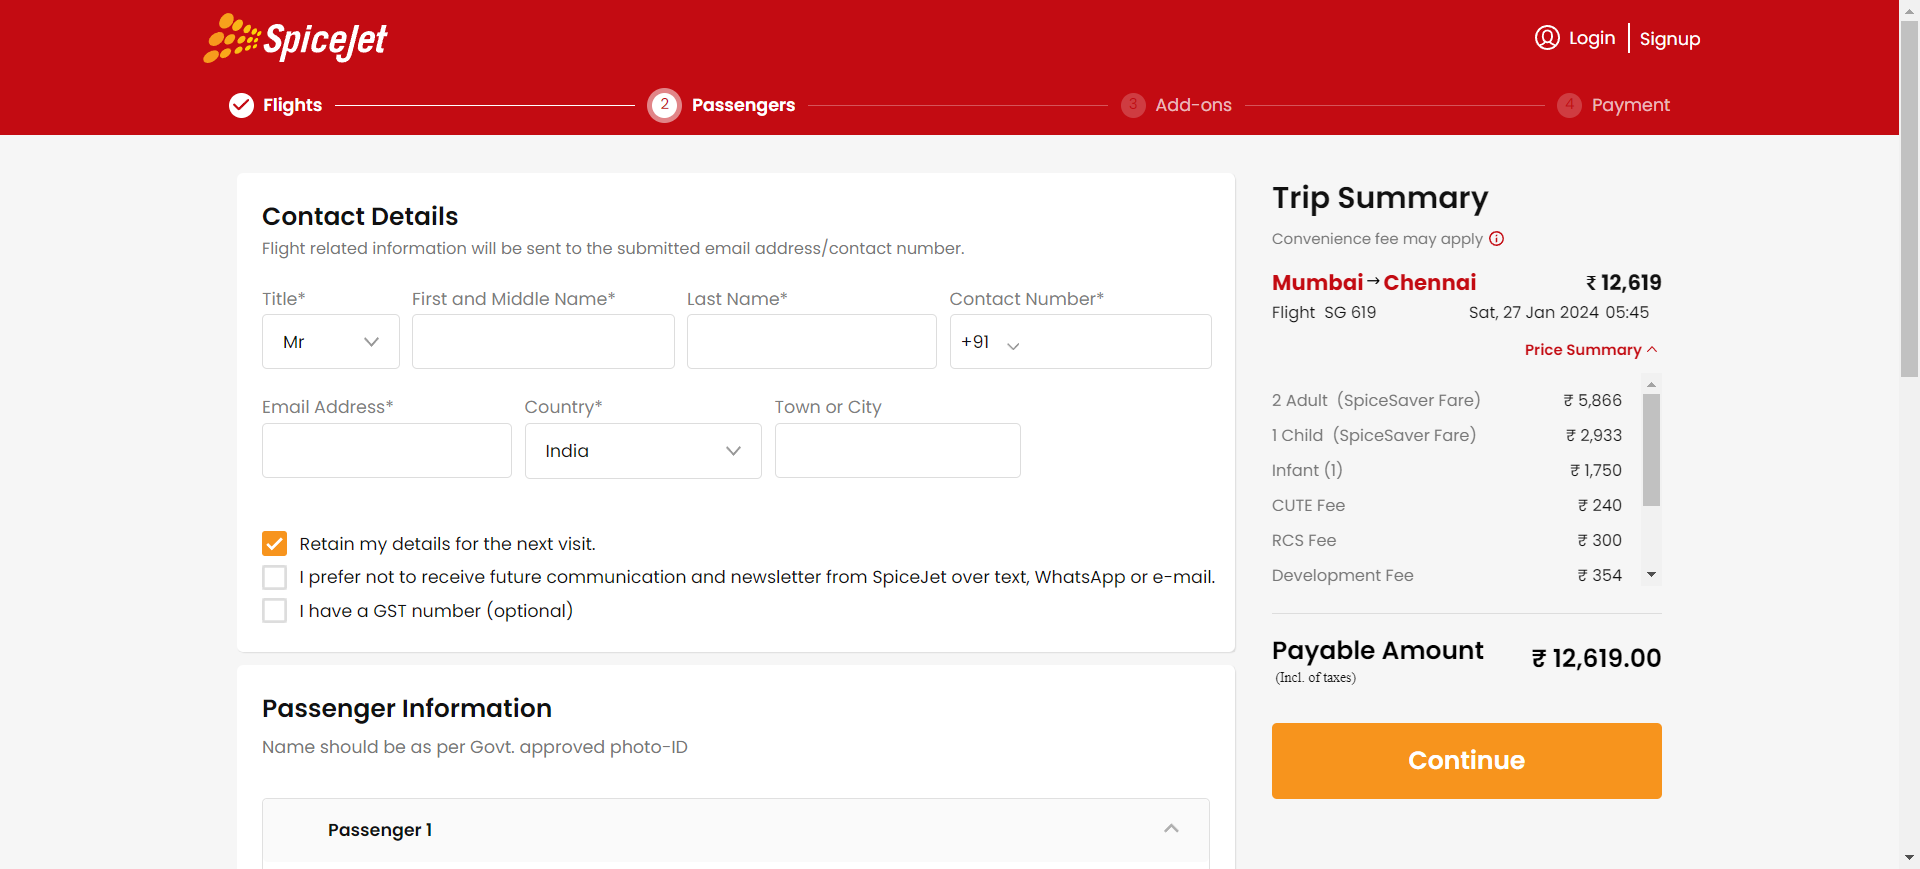 SpiceJet
Login
Signup
Flights
2 Passengers
3 Add-ons
4 Payment
Contact Details
Flight related information will be sent to the submitted email address/contact number.
Title* First and Middle Name* Last Name* Contact Number*
Mr +91
Email Address* Country* Town or City
India
Retain my details for the next visit.
I prefer not to receive future communication and newsletter from SpiceJet over text, WhatsApp or e-mail.
I have a GST number (optional)
Passenger Information
Name should be as per Govt. approved photo-ID
Passenger 1
Trip Summary
Convenience fee may apply
Mumbai→Chennai ₹ 12,619
Flight SG 619 Sat, 27 Jan 2024 05:45
Price Summary
2 Adult (SpiceSaver Fare) ₹ 5,866
1 Child (SpiceSaver Fare) ₹ 2,933
Infant (1) ₹ 1,750
CUTE Fee ₹ 240
RCS Fee ₹ 300
Development Fee ₹ 354
Payable Amount ₹ 12,619.00
(Incl. of taxes)
Continue